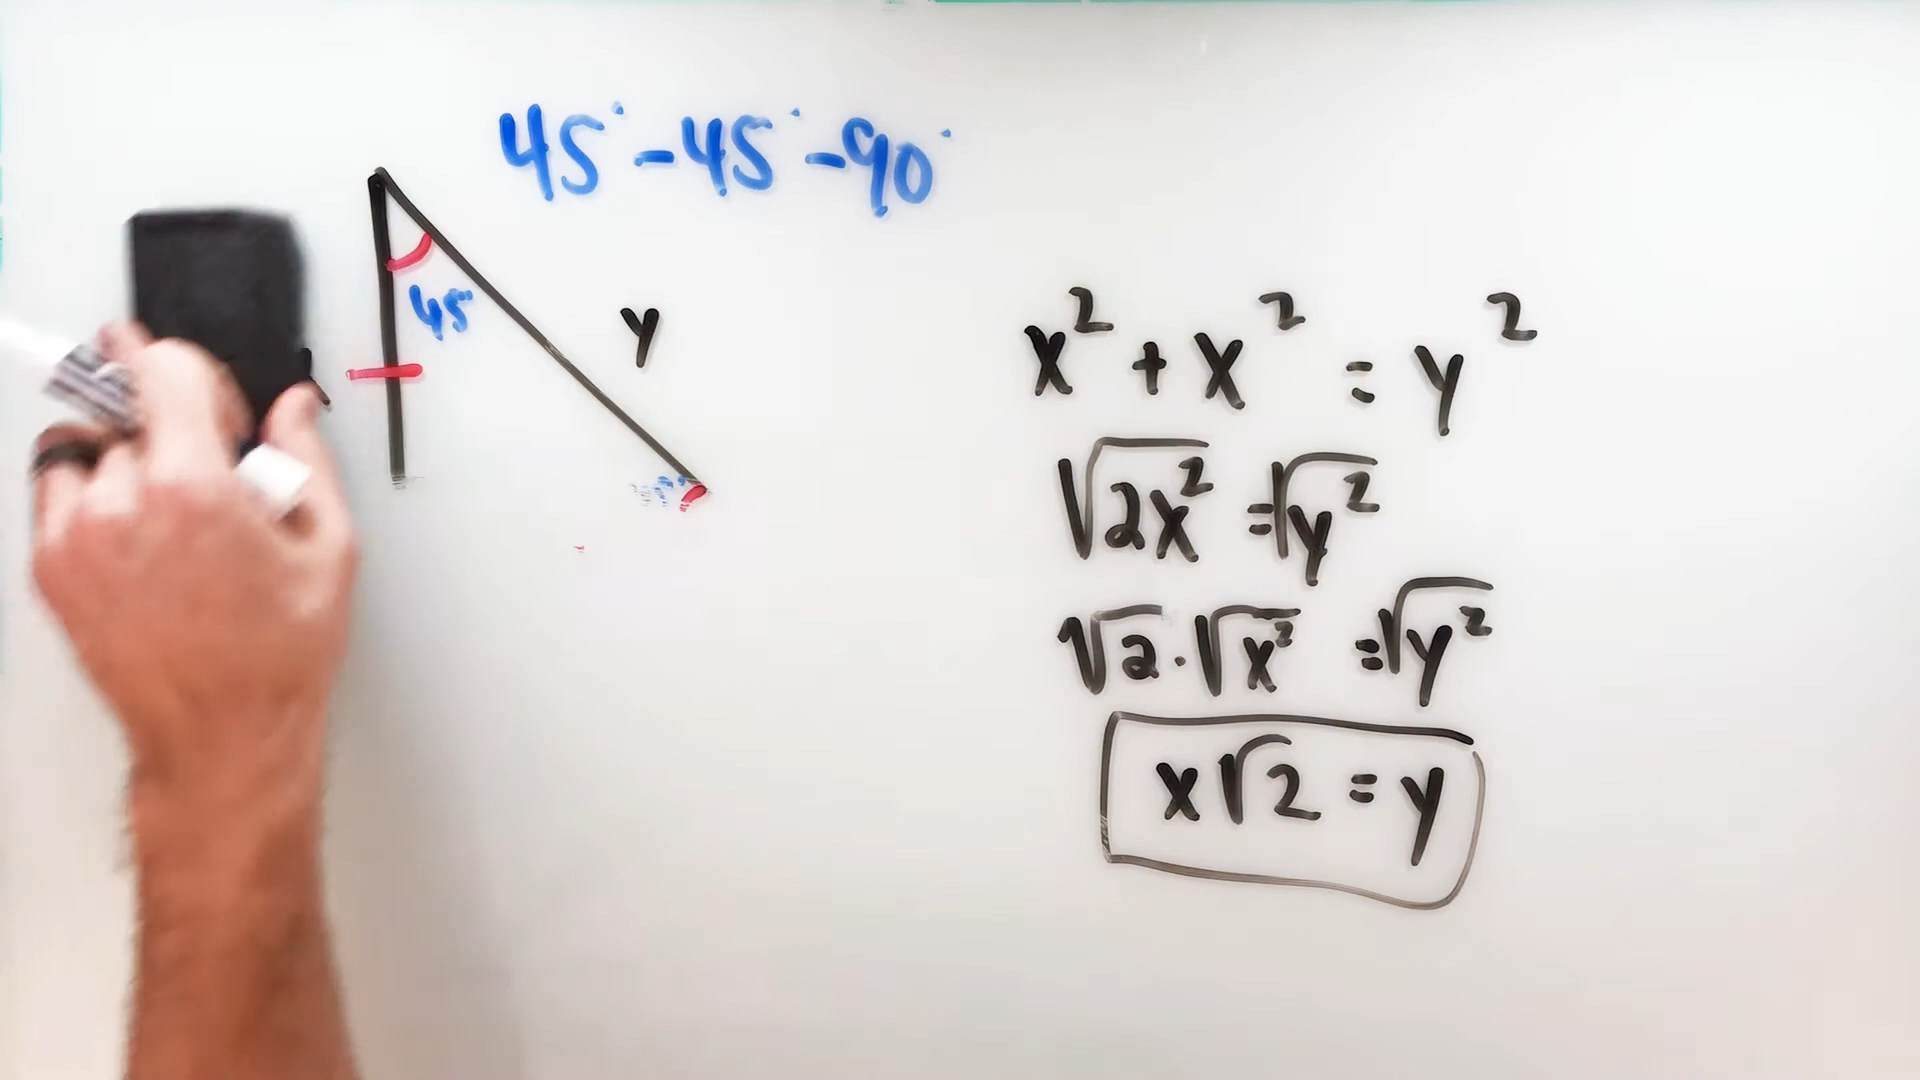 45° - 45° - 90°
45°
y
x² + x² = y²
√2x² = √y²
√2 · √x² = √y²
x√2 = y